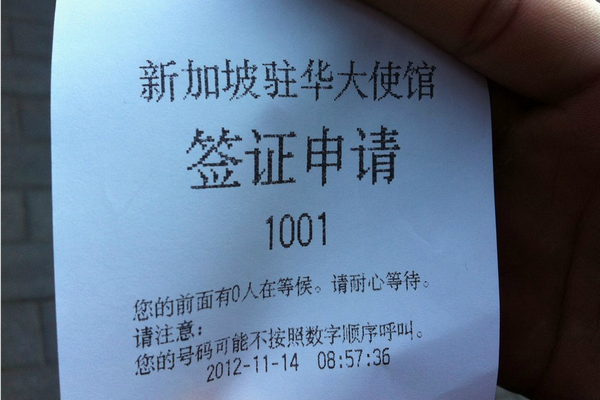 新加坡驻华大使馆
签证申请
1001
您的前面有0人在等候。请耐心等待。
请注意：
您的号码可能不按照数字顺序呼叫。
2012-11-14 08:57:36